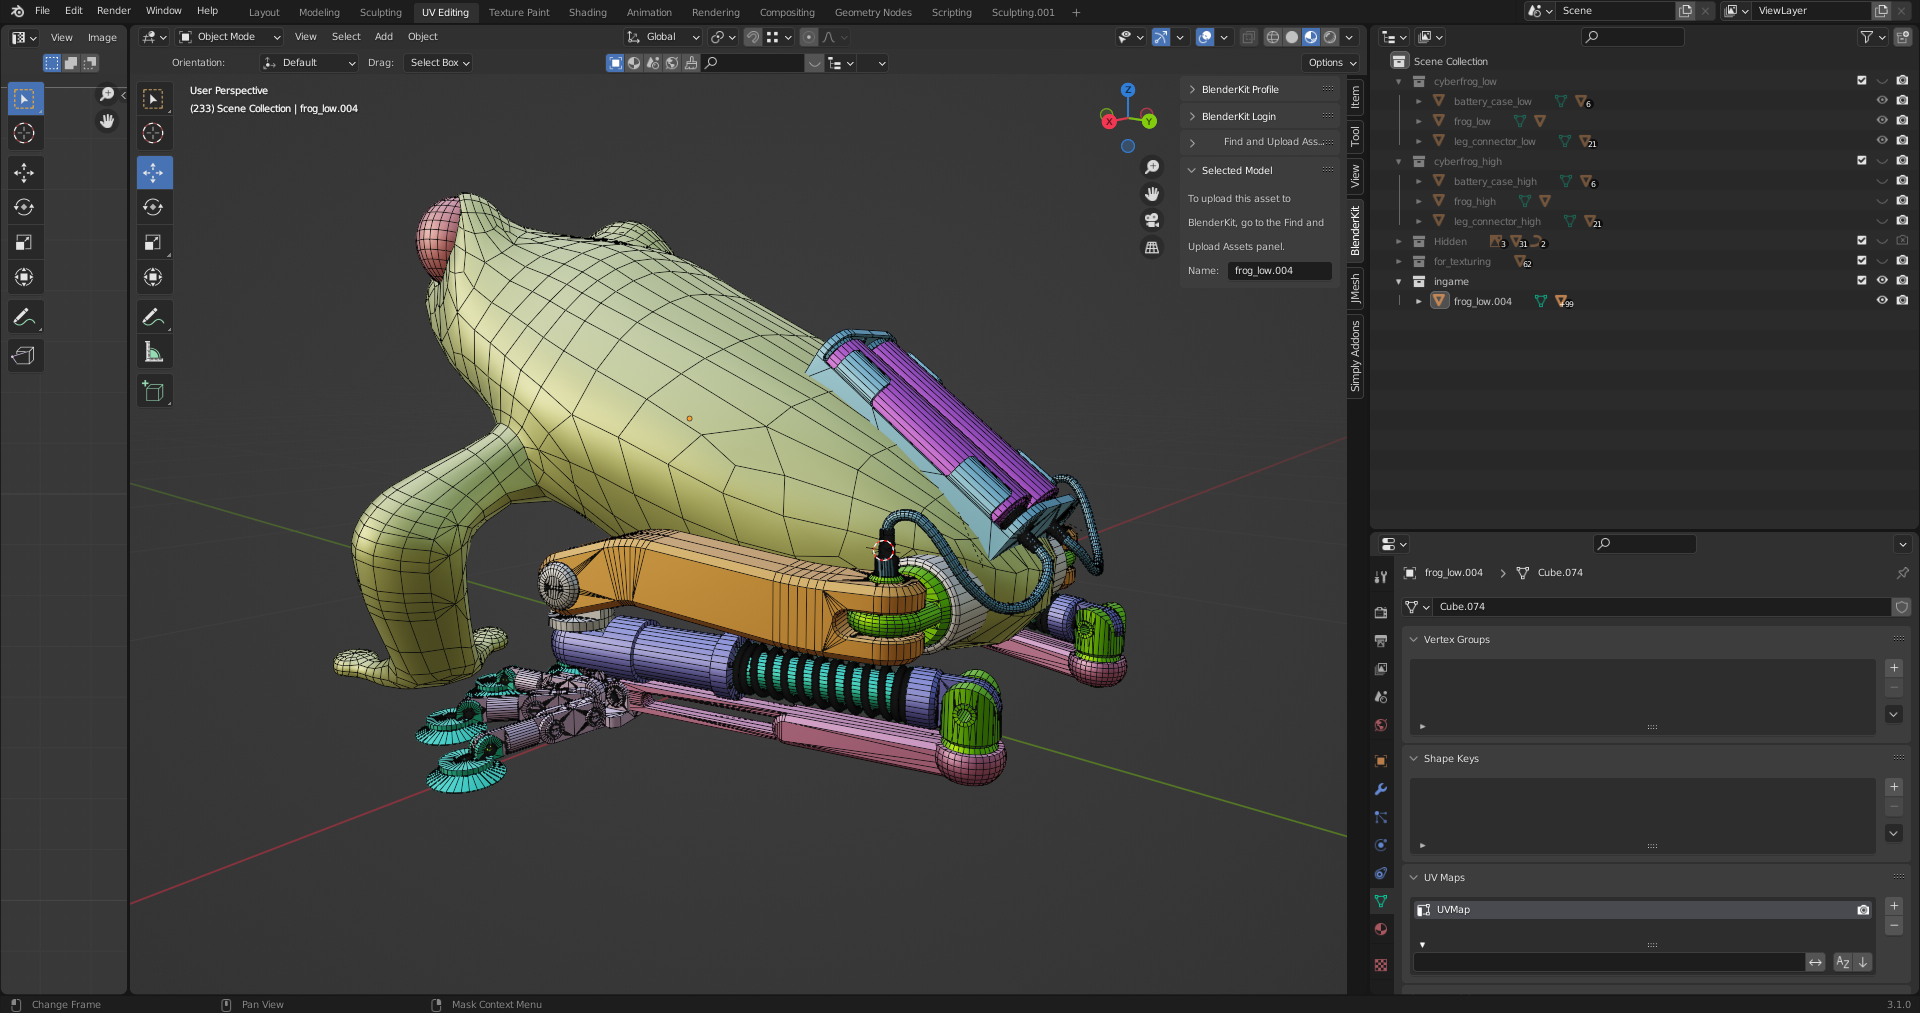 File Edit Render Window Help Layout Modeling Sculpting UV Editing Texture Paint Shading Animation Rendering Compositing Geometry Nodes Scripting Sculpting.001 + Scene ViewLayer
View Image Object Mode View Select Add Object Global
Orientation: Default Drag: Select Box Options
User Perspective
(233) Scene Collection | frog_low.004
BlenderKit Profile
BlenderKit Login
Find and Upload Ass...
Selected Model
To upload this asset to
BlenderKit, go to the Find and
Upload Assets panel.
Name: frog_low.004
Item
Tool
View
BlenderKit
JMesh
Simply Addons
X Y Z
Scene Collection
cyberfrog_low
battery_case_low 6
frog_low
leg_connector_low 21
cyberfrog_high
battery_case_high 6
frog_high
leg_connector_high 21
Hidden 3 31 2
for_texturing 62
ingame
frog_low.004 +99
frog_low.004 > Cube.074
Cube.074
Vertex Groups
Shape Keys
UV Maps
UVMap
Change Frame Pan View Mask Context Menu 3.1.0